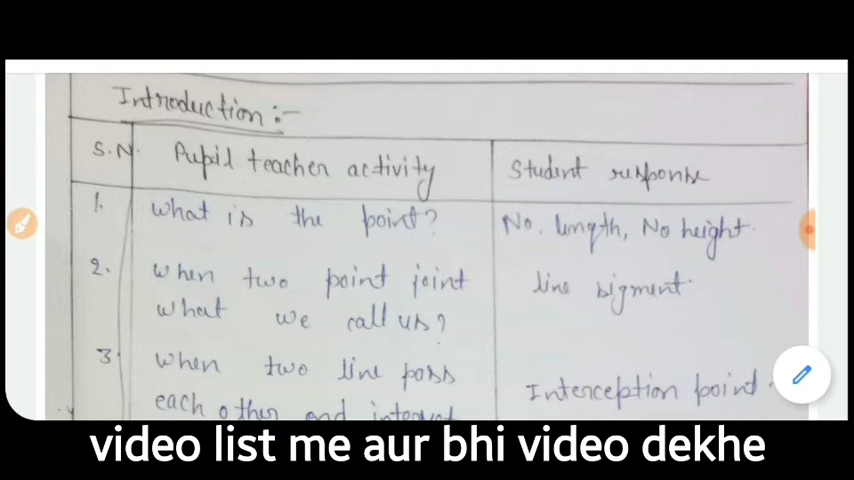 Introduction :-
S.N. Pupil teacher activity Student response
1. What is the point? No. length, No height.
2. When two point joint line sigment.
what we call us?
3. When two line pass Interception point.
each other and
video list me aur bhi video dekhe